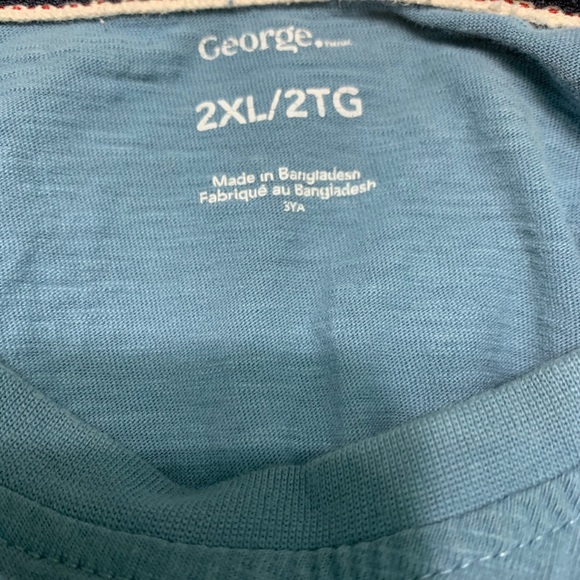 George.
2XL/2TG
Made in Bangladesh
Fabriqué au Bangladesh
3YA